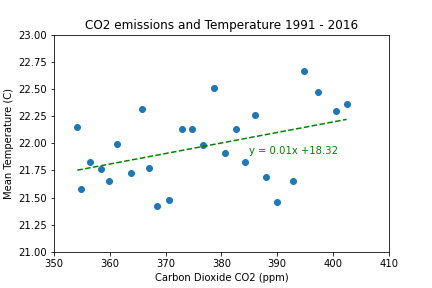 CO2 emissions and Temperature 1991 - 2016
23.00
22.75
22.50
22.25
22.00
21.75
21.50
21.25
21.00
Mean Temperature (C)
y = 0.01x +18.32
350 360 370 380 390 400 410
Carbon Dioxide CO2 (ppm)